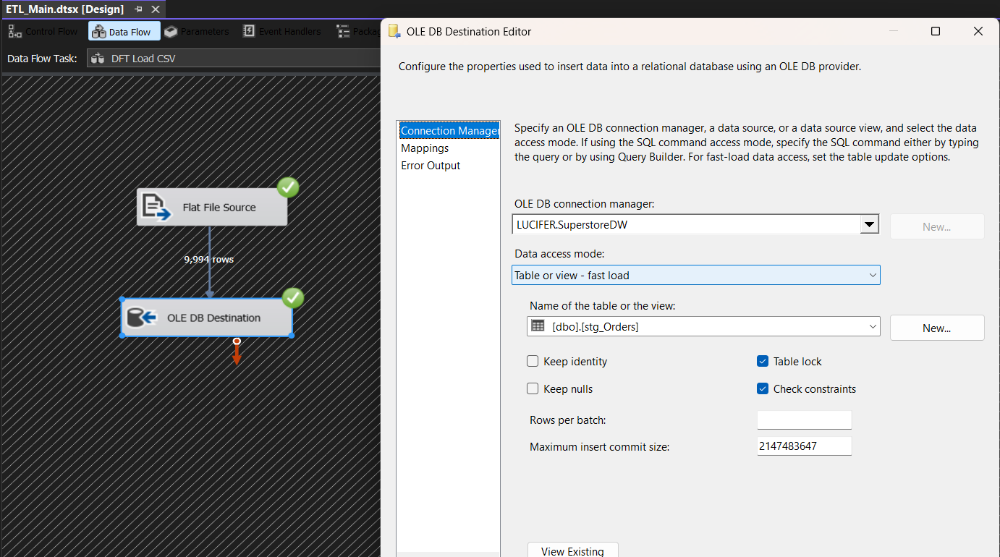 ETL_Main.dtsx [Design]
Control Flow
Data Flow
Parameters
Event Handlers
Data Flow Task:
DFT Load CSV
Flat File Source
9,994 rows
OLE DB Destination
OLE DB Destination Editor
Configure the properties used to insert data into a relational database using an OLE DB provider.
Connection Manager
Mappings
Error Output
Specify an OLE DB connection manager, a data source, or a data source view, and select the data
access mode. If using the SQL command access mode, specify the SQL command either by typing
the query or by using Query Builder. For fast-load data access, set the table update options.
OLE DB connection manager:
LUCIFER.SuperstoreDW
New...
Data access mode:
Table or view - fast load
Name of the table or the view:
[dbo].[stg_Orders]
New...
Keep identity
Table lock
Keep nulls
Check constraints
Rows per batch:
Maximum insert commit size:
2147483647
View Existing